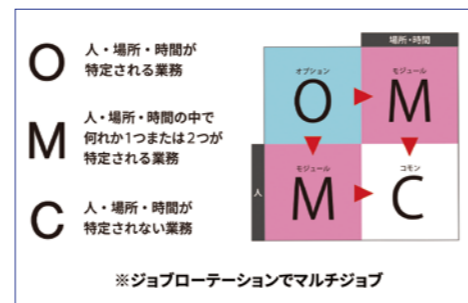 O
人・場所・時間が
特定される業務
M
人・場所・時間の中で
何れか1つまたは2つが
特定される業務
C
人・場所・時間が
特定されない業務
場所・時間
人
オプション
O
モジュール
M
モジュール
M
コモン
C
※ジョブローテーションでマルチジョブ